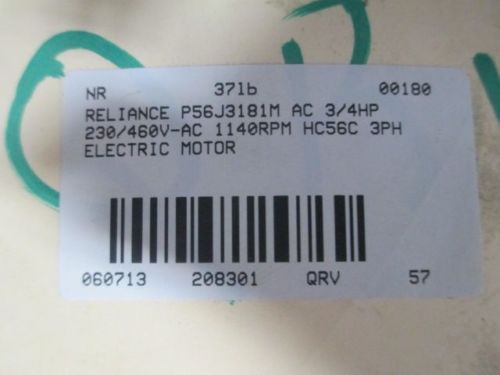 NR 37lb 00180
RELIANCE P56J3181M AC 3/4HP
230/460V-AC 1140RPM HC56C 3PH
ELECTRIC MOTOR
060713 208301 QRV 57